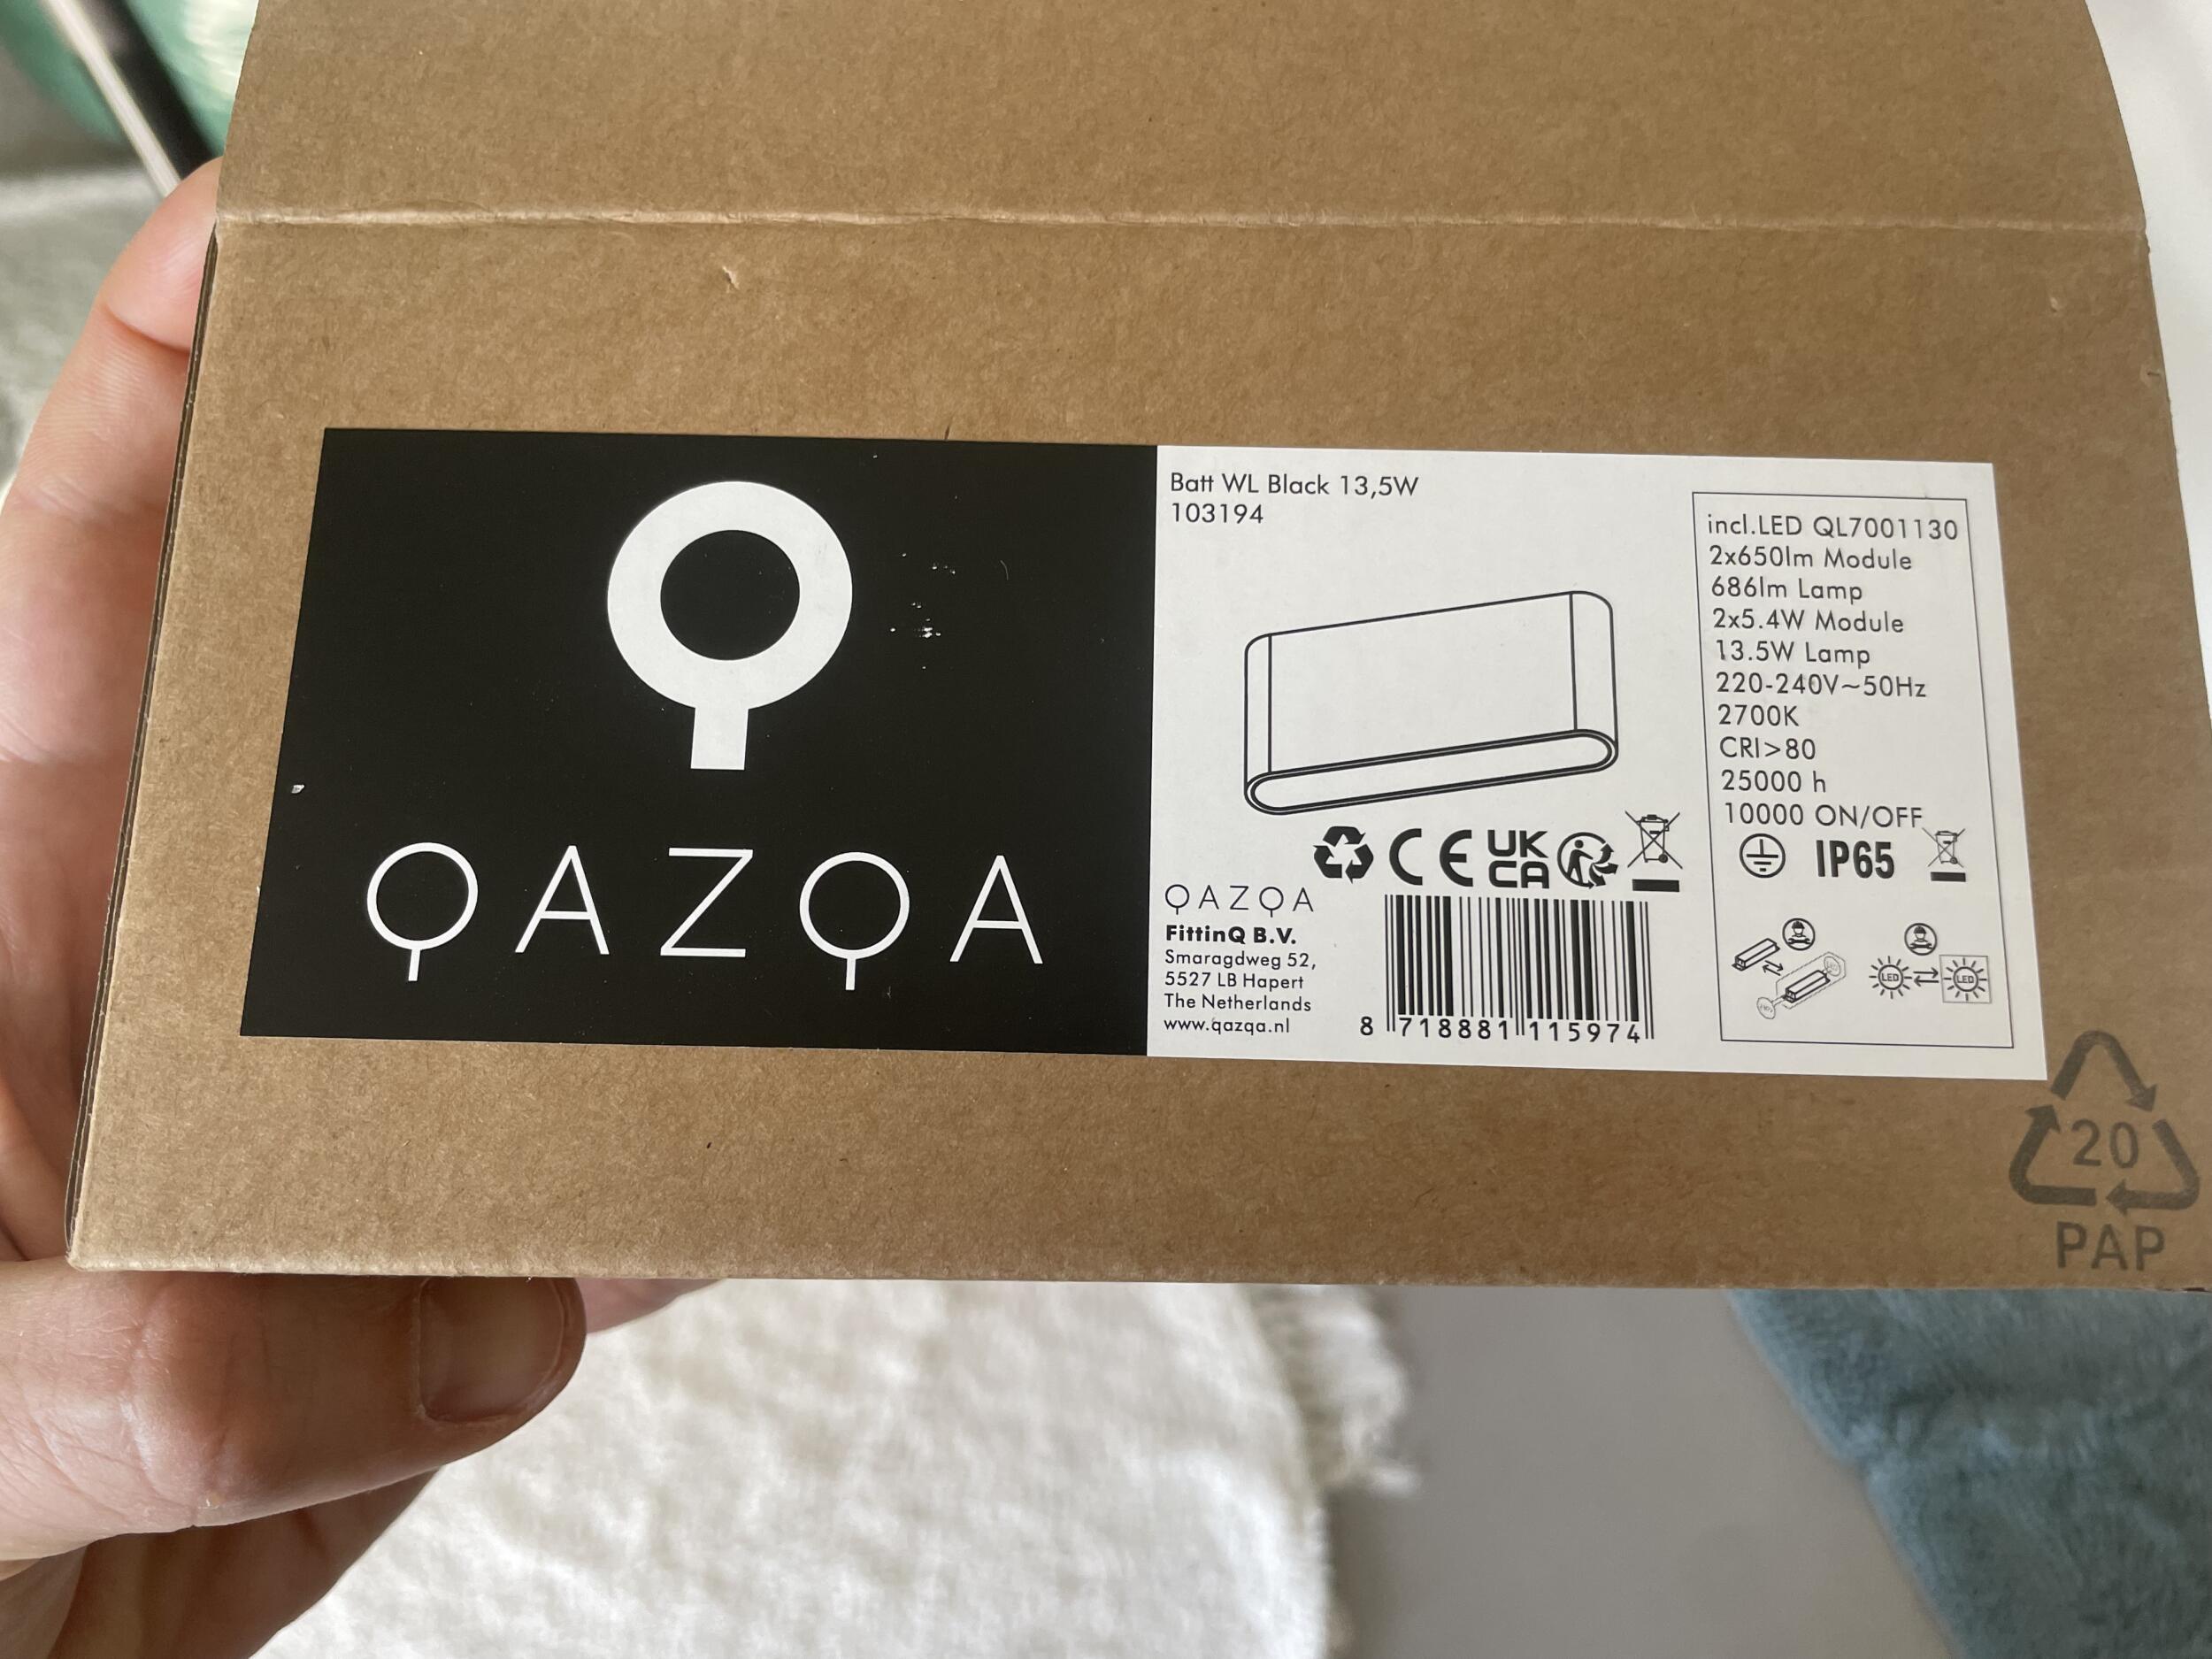 QAZQA
Batt WL Black 13,5W
103194
incl.LED QL7001130
2x650lm Module
686lm Lamp
2x5.4W Module
13.5W Lamp
220-240V~50Hz
2700K
CRI>80
25000 h
10000 ON/OFF
IP65
LED LED
CE UK CA
QAZQA
FittinQ B.V.
Smaragdweg 52,
5527 LB Hapert
The Netherlands
www.qazqa.nl
8 718881 115974
20
PAP